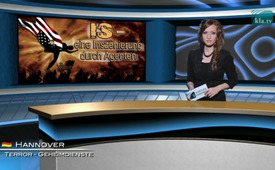 kla.tv
IS -
eine Inszenierung
durch Agenten
HANNOVER
TERROR - GEHEIMDIENSTE